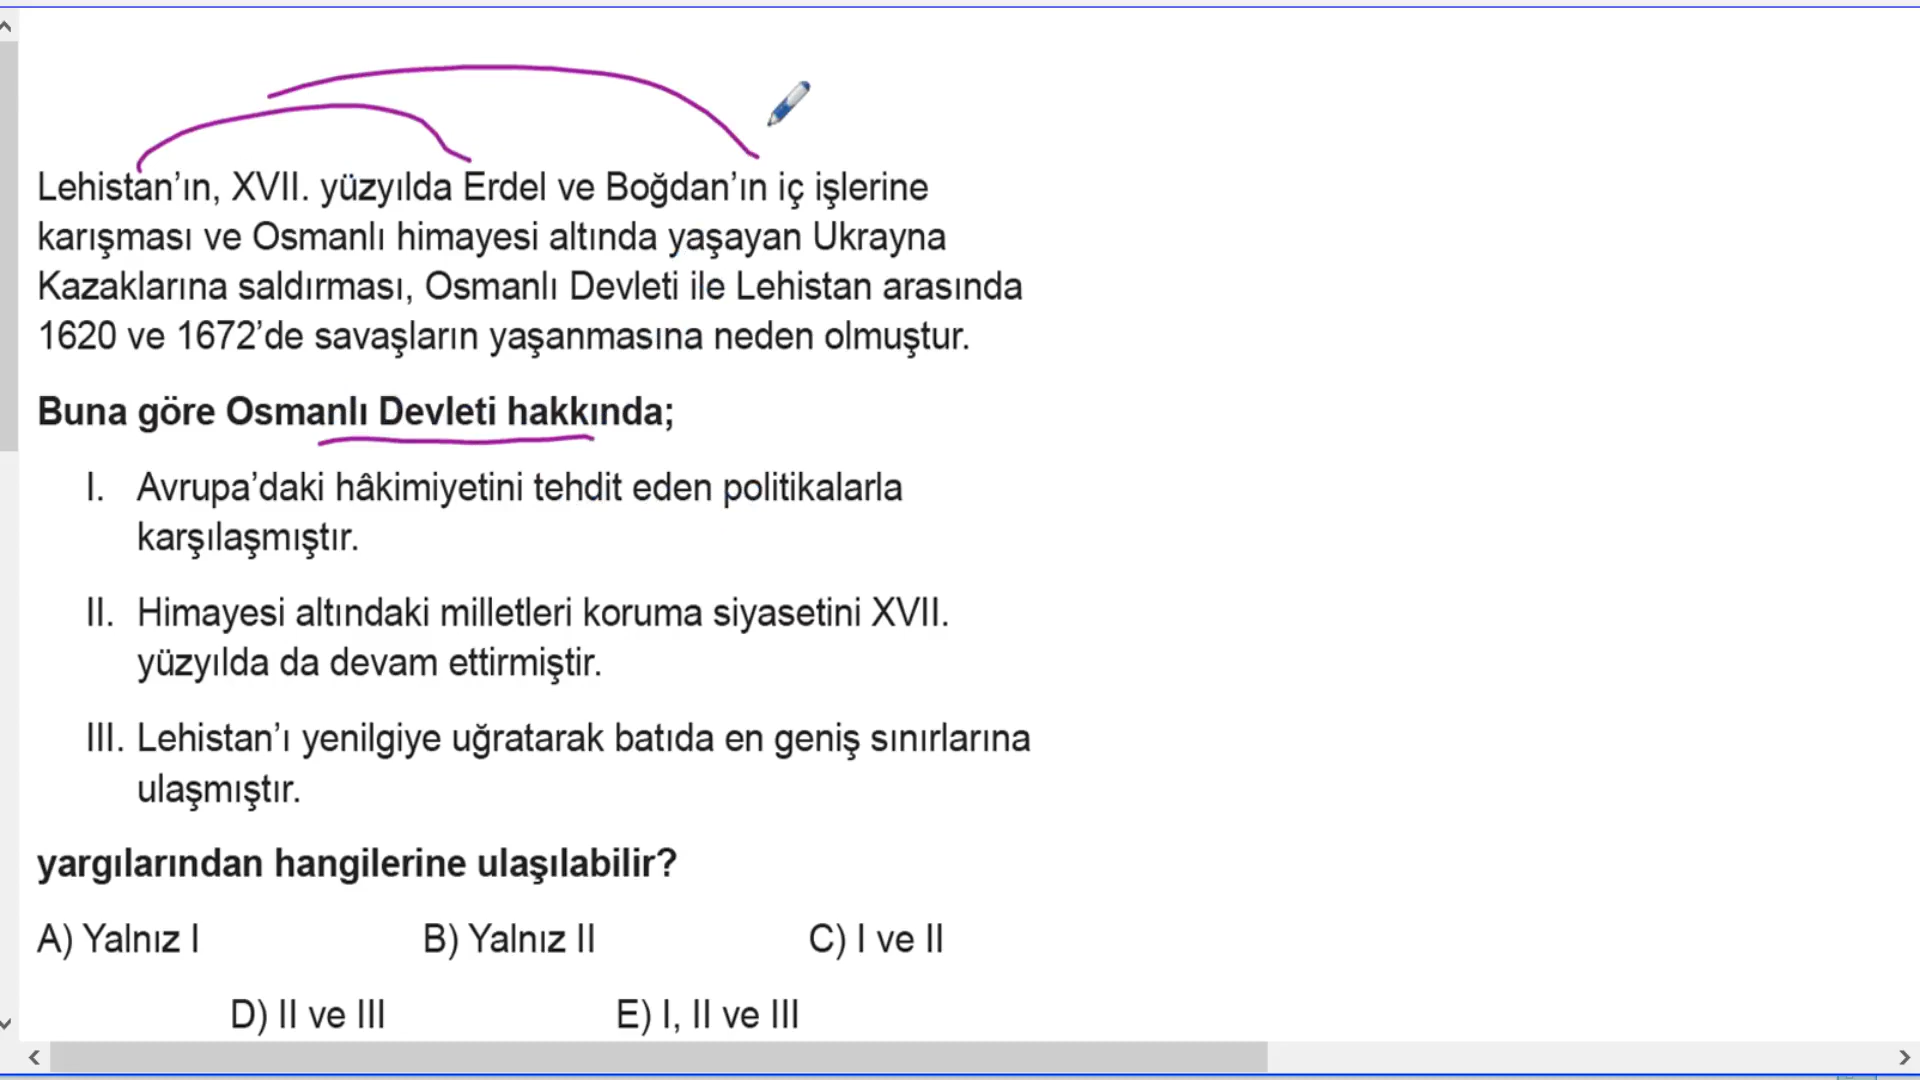 Lehistan’ın, XVII. yüzyılda Erdel ve Boğdan’ın iç işlerine
karışması ve Osmanlı himayesi altında yaşayan Ukrayna
Kazaklarına saldırması, Osmanlı Devleti ile Lehistan arasında
1620 ve 1672’de savaşların yaşanmasına neden olmuştur.
Buna göre Osmanlı Devleti hakkında;
I. Avrupa’daki hâkimiyetini tehdit eden politikalarla
karşılaşmıştır.
II. Himayesi altındaki milletleri koruma siyasetini XVII.
yüzyılda da devam ettirmiştir.
III. Lehistan’ı yenilgiye uğratarak batıda en geniş sınırlarına
ulaşmıştır.
yargılarından hangilerine ulaşılabilir?
A) Yalnız I B) Yalnız II C) I ve II
D) II ve III E) I, II ve III